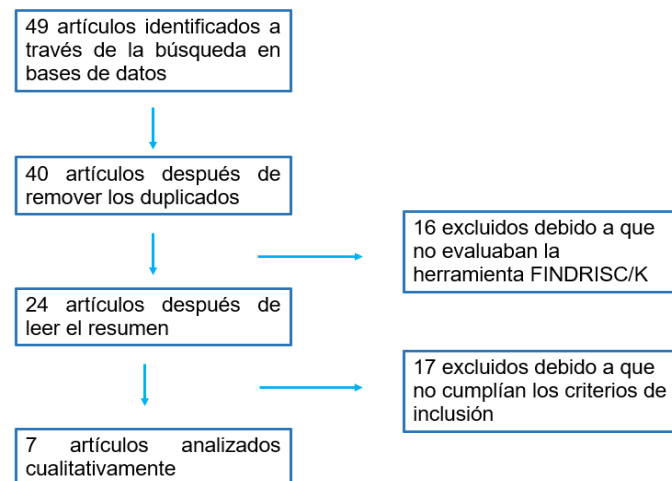 49 artículos identificados a
través de la búsqueda en
bases de datos
40 artículos después de
remover los duplicados
16 excluidos debido a que
no evaluaban la
herramienta FINDRISC/K
24 artículos después de
leer el resumen
17 excluidos debido a que
no cumplían los criterios de
inclusión
7 artículos analizados
cualitativamente